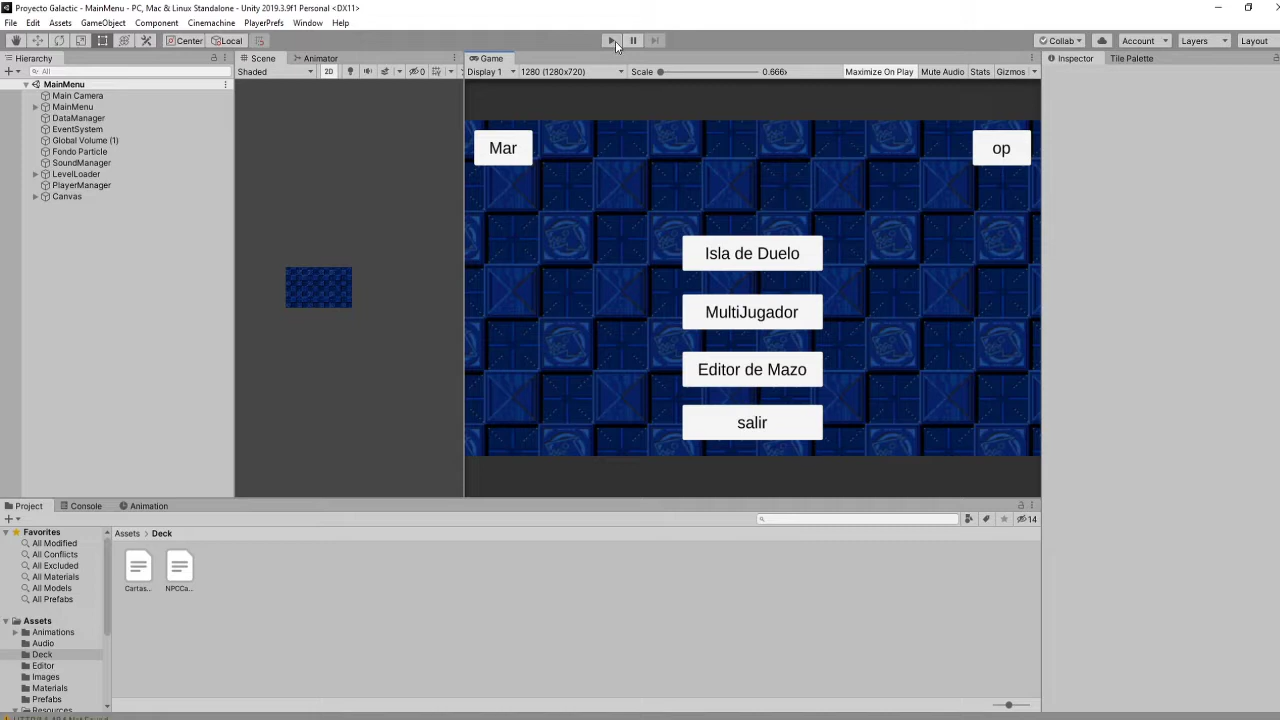 Proyecto Galactic - MainMenu - PC, Mac & Linux Standalone - Unity 2019.3.9f1 Personal <DX11>
File Edit Assets GameObject Component Cinemachine PlayerPrefs Window Help
Center Local Collab Account Layers Layout
Hierarchy Scene Animator Game Inspector Tile Palette
All Shaded 2D 0 Display 1 1280 (1280x720) Scale 0.666x Maximize On Play Mute Audio Stats Gizmos
MainMenu
Main Camera
MainMenu
DataManager
EventSystem
Global Volume (1)
Fondo Particle
SoundManager
LevelLoader
PlayerManager
Canvas
Mar
op
Isla de Duelo
MultiJugador
Editor de Mazo
salir
Project Console Animation
14
Favorites
All Modified
All Conflicts
All Excluded
All Materials
All Models
All Prefabs
Assets
Animations
Audio
Deck
Editor
Images
Materials
Prefabs
Resources
Assets Deck
Cartas... NPCCa...